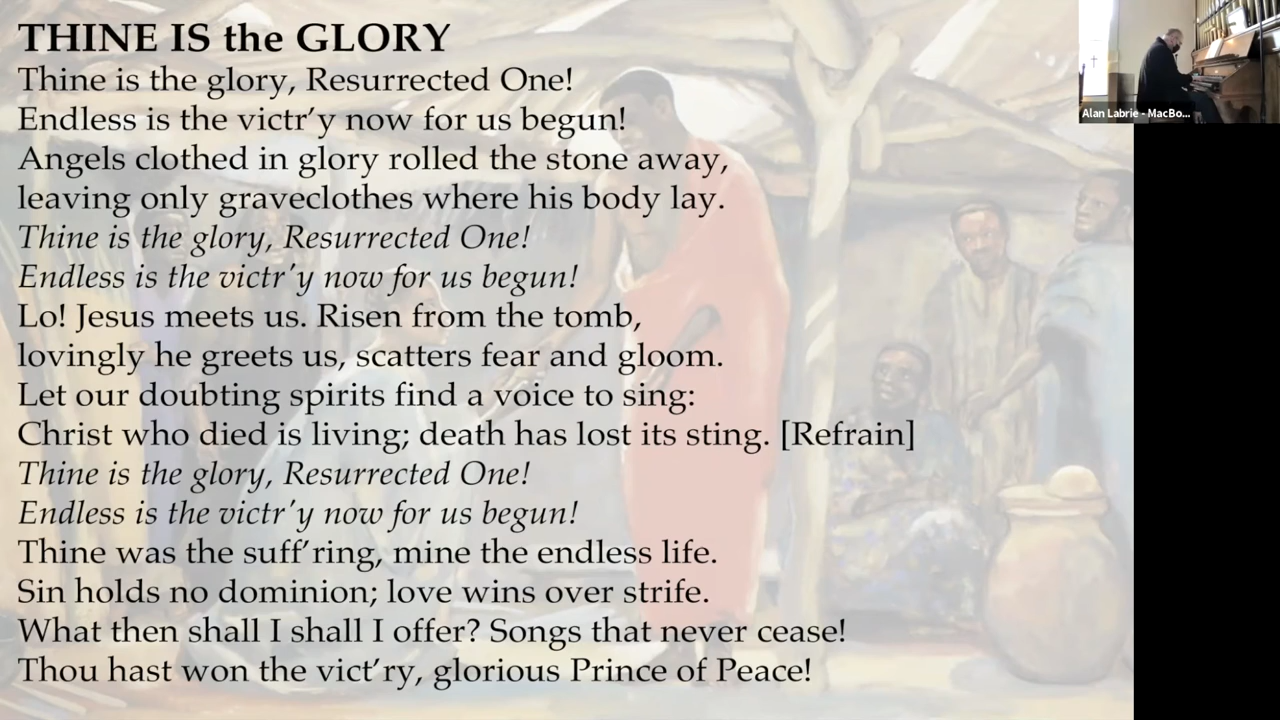 THINE IS the GLORY
Thine is the glory, Resurrected One!
Endless is the victr’y now for us begun!
Angels clothed in glory rolled the stone away,
leaving only graveclothes where his body lay.
Thine is the glory, Resurrected One!
Endless is the victr’y now for us begun!
Lo! Jesus meets us. Risen from the tomb,
lovingly he greets us, scatters fear and gloom.
Let our doubting spirits find a voice to sing:
Christ who died is living; death has lost its sting. [Refrain]
Thine is the glory, Resurrected One!
Endless is the victr’y now for us begun!
Thine was the suff’ring, mine the endless life.
Sin holds no dominion; love wins over strife.
What then shall I shall I offer? Songs that never cease!
Thou hast won the vict’ry, glorious Prince of Peace!
Alan Labrie - MacBo...